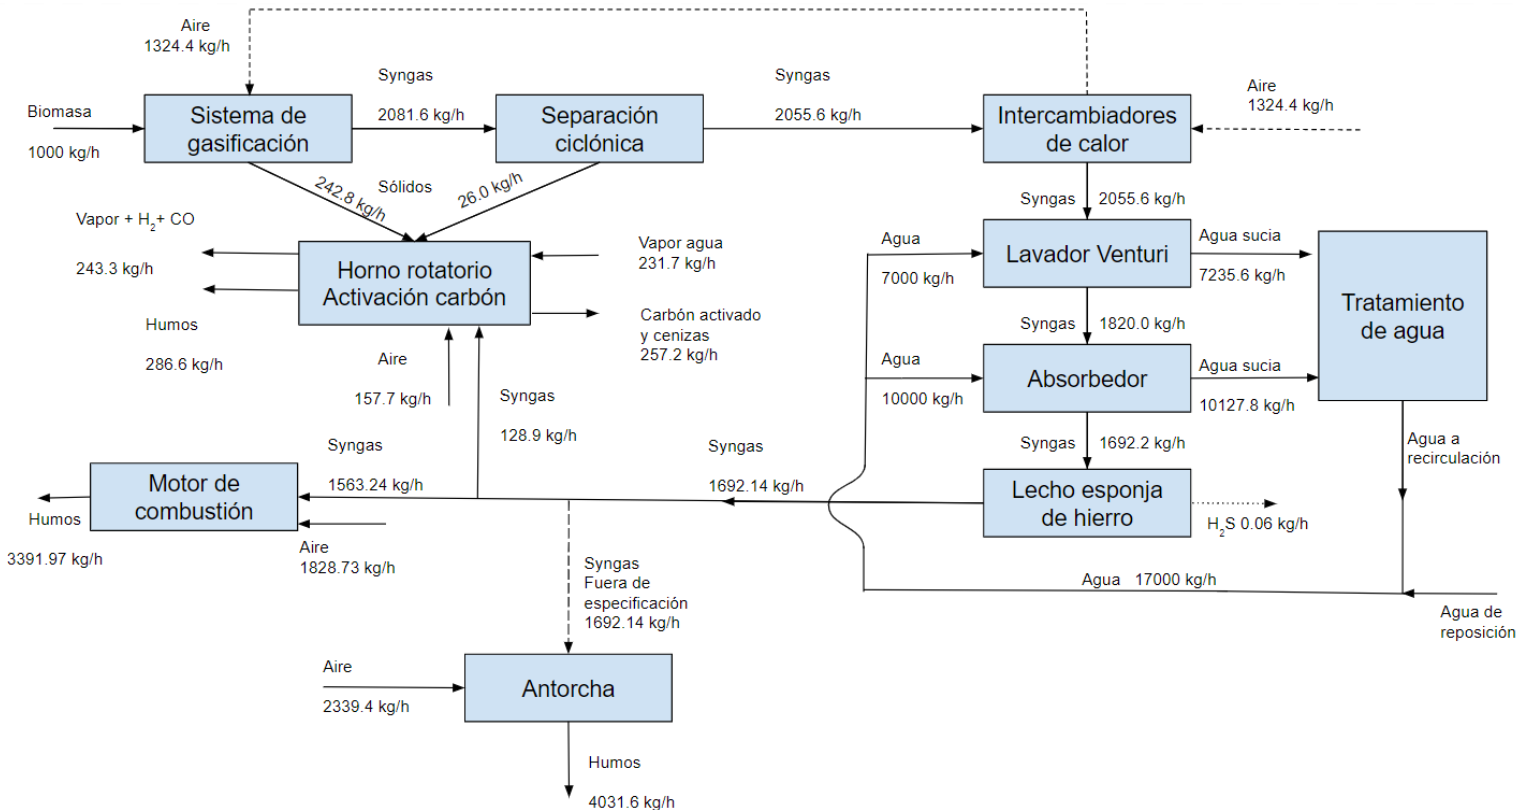 Aire
1324.4 kg/h
Biomasa
1000 kg/h
Sistema de
gasificación
Syngas
2081.6 kg/h
Separación
ciclónica
Syngas
2055.6 kg/h
Intercambiadores
de calor
Aire
1324.4 kg/h
242.8 kg/h
Sólidos
26.0 kg/h
Syngas 2055.6 kg/h
Vapor + H2+ CO
243.3 kg/h
Humos
286.6 kg/h
Horno rotatorio
Activación carbón
Vapor agua
231.7 kg/h
Carbón activado
y cenizas
257.2 kg/h
Aire
157.7 kg/h
Syngas
128.9 kg/h
Agua
7000 kg/h
Lavador Venturi
Agua sucia
7235.6 kg/h
Tratamiento
de agua
Syngas 1820.0 kg/h
Agua
10000 kg/h
Absorbedor
Agua sucia
10127.8 kg/h
Syngas 1692.2 kg/h
Agua a
recirculación
Syngas
1692.14 kg/h
Lecho esponja
de hierro
H2S 0.06 kg/h
Syngas
1563.24 kg/h
Motor de
combustión
Humos
3391.97 kg/h
Aire
1828.73 kg/h
Syngas
Fuera de
especificación
1692.14 kg/h
Agua 17000 kg/h
Agua de
reposición
Aire
2339.4 kg/h
Antorcha
Humos
4031.6 kg/h